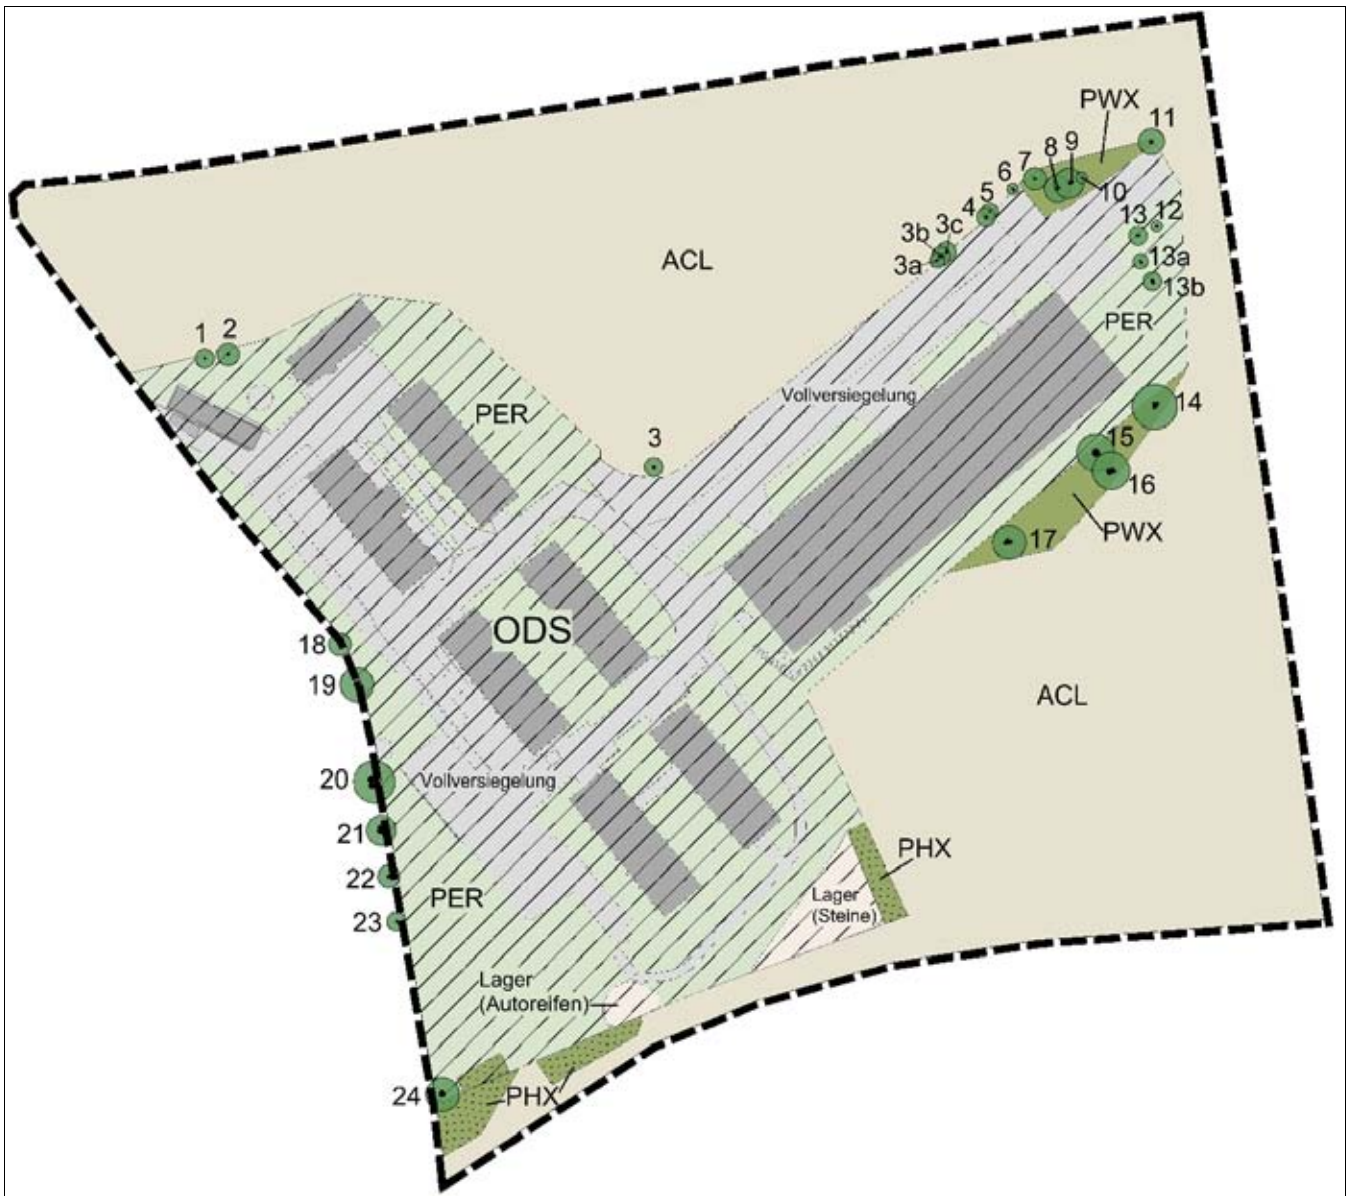 PWX
11
9
8
7
6
10
5
4
12
13
3c
3b
3a
13a
13b
ACL
PER
1
2
Vollversiegelung
14
PER
3
15
16
17
PWX
ODS
18
19
ACL
20
Vollversiegelung
21
PHX
22
PER
Lager
(Steine)
23
Lager
(Autoreifen)
24
PHX